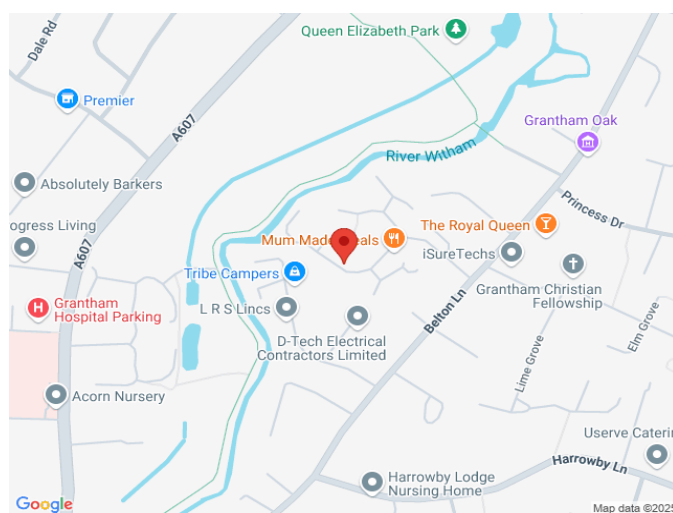 Queen Elizabeth Park
Dale Rd
Premier
A607
Grantham Oak
River Witham
Absolutely Barkers
Princess Dr
ogress Living
The Royal Queen
Mum Made eals
iSureTechs
A607
Tribe Campers
Grantham
Hospital Parking
L R S Lincs
Belton Ln
Grantham Christian
Fellowship
D-Tech Electrical
Contractors Limited
Lime Grove
Elm Grove
Acorn Nursery
Userve Caterin
Harrowby Ln
Harrowby Lodge
Nursing Home
Google
Map data ©2025